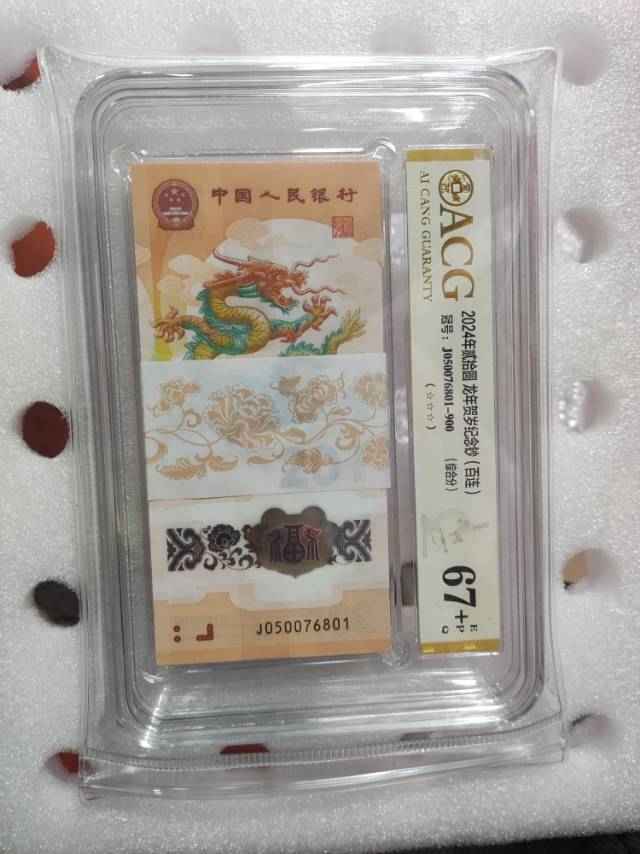 中国人民银行
福
J050076801
ACG
AI CANG GUARANTY
2024年贰拾圆 龙年贺岁纪念钞（百连）
冠号：J050076801-900
（综合分）
（☆☆☆）
67+
E
P
Q